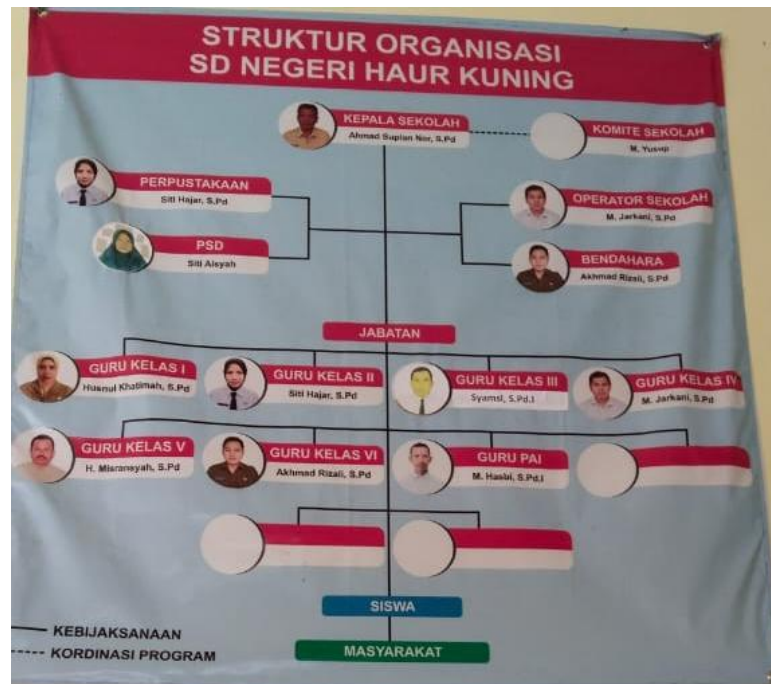 STRUKTUR ORGANISASI
SD NEGERI HAUR KUNING
KEPALA SEKOLAH
Ahmad Supian Nor, S.Pd
KOMITE SEKOLAH
M. Yusup
PERPUSTAKAAN
Siti Hajar, S.Pd
OPERATOR SEKOLAH
M. Jarkani, S.Pd
PSD
Siti Aisyah
BENDAHARA
Akhmad Rizali, S.Pd
JABATAN
GURU KELAS I
Husnul Khatimah, S.Pd
GURU KELAS II
Siti Hajar, S.Pd
GURU KELAS III
Syamsi, S.Pd.I
GURU KELAS IV
M. Jarkani, S.Pd
GURU KELAS V
H. Misransyah, S.Pd
GURU KELAS VI
Akhmad Rizali, S.Pd
GURU PAI
M. Hasbi, S.Pd.I
SISWA
KEBIJAKSANAAN
KORDINASI PROGRAM
MASYARAKAT